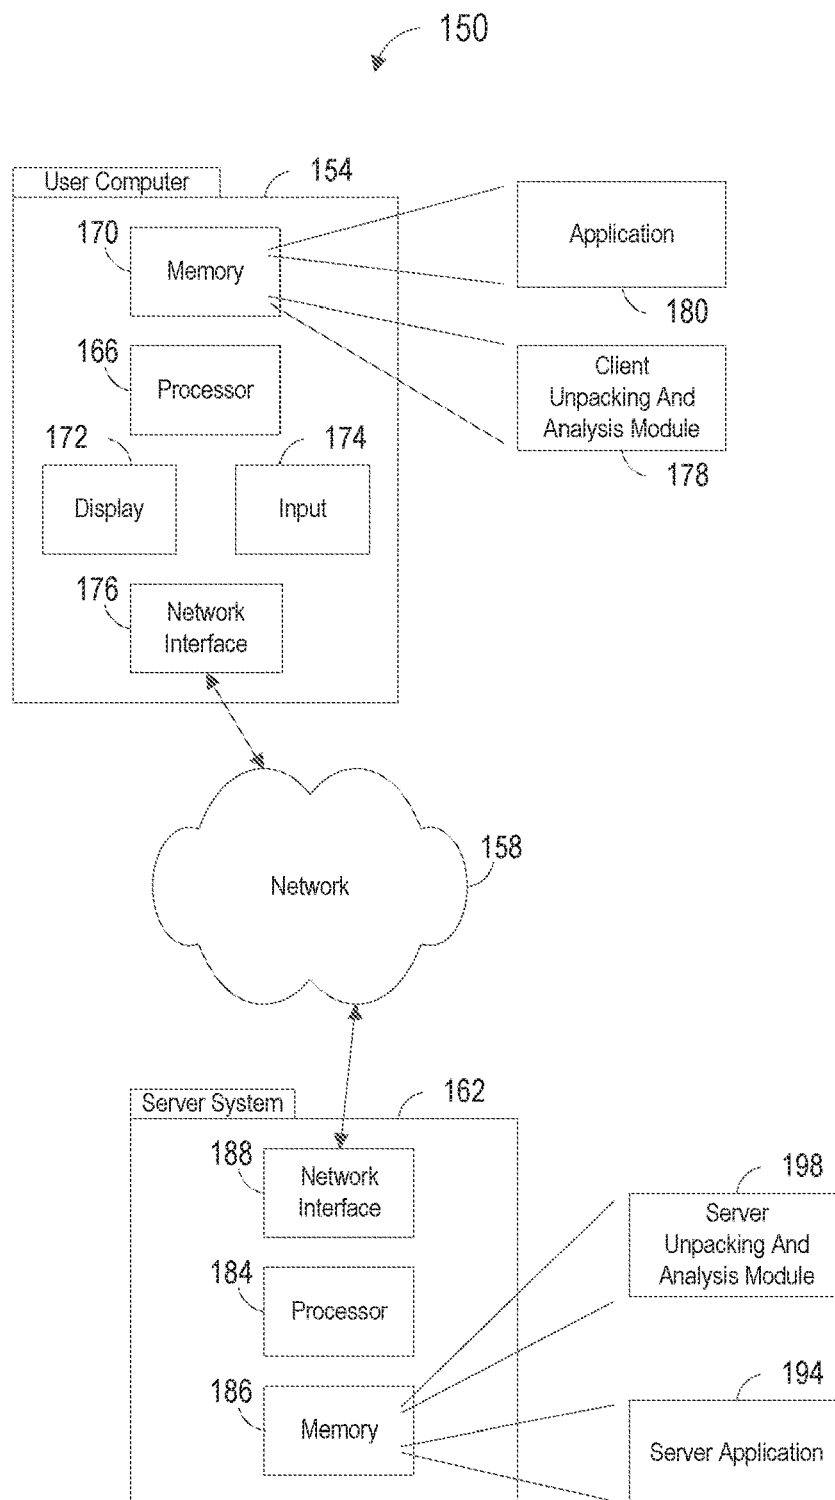 150
User Computer
154
170
Memory
Application
180
166
Processor
Client
Unpacking And
Analysis Module
178
172
174
Display
Input
176
Network
Interface
158
Network
Server System
162
188
Network
Interface
198
Server
Unpacking And
Analysis Module
184
Processor
186
Memory
194
Server Application